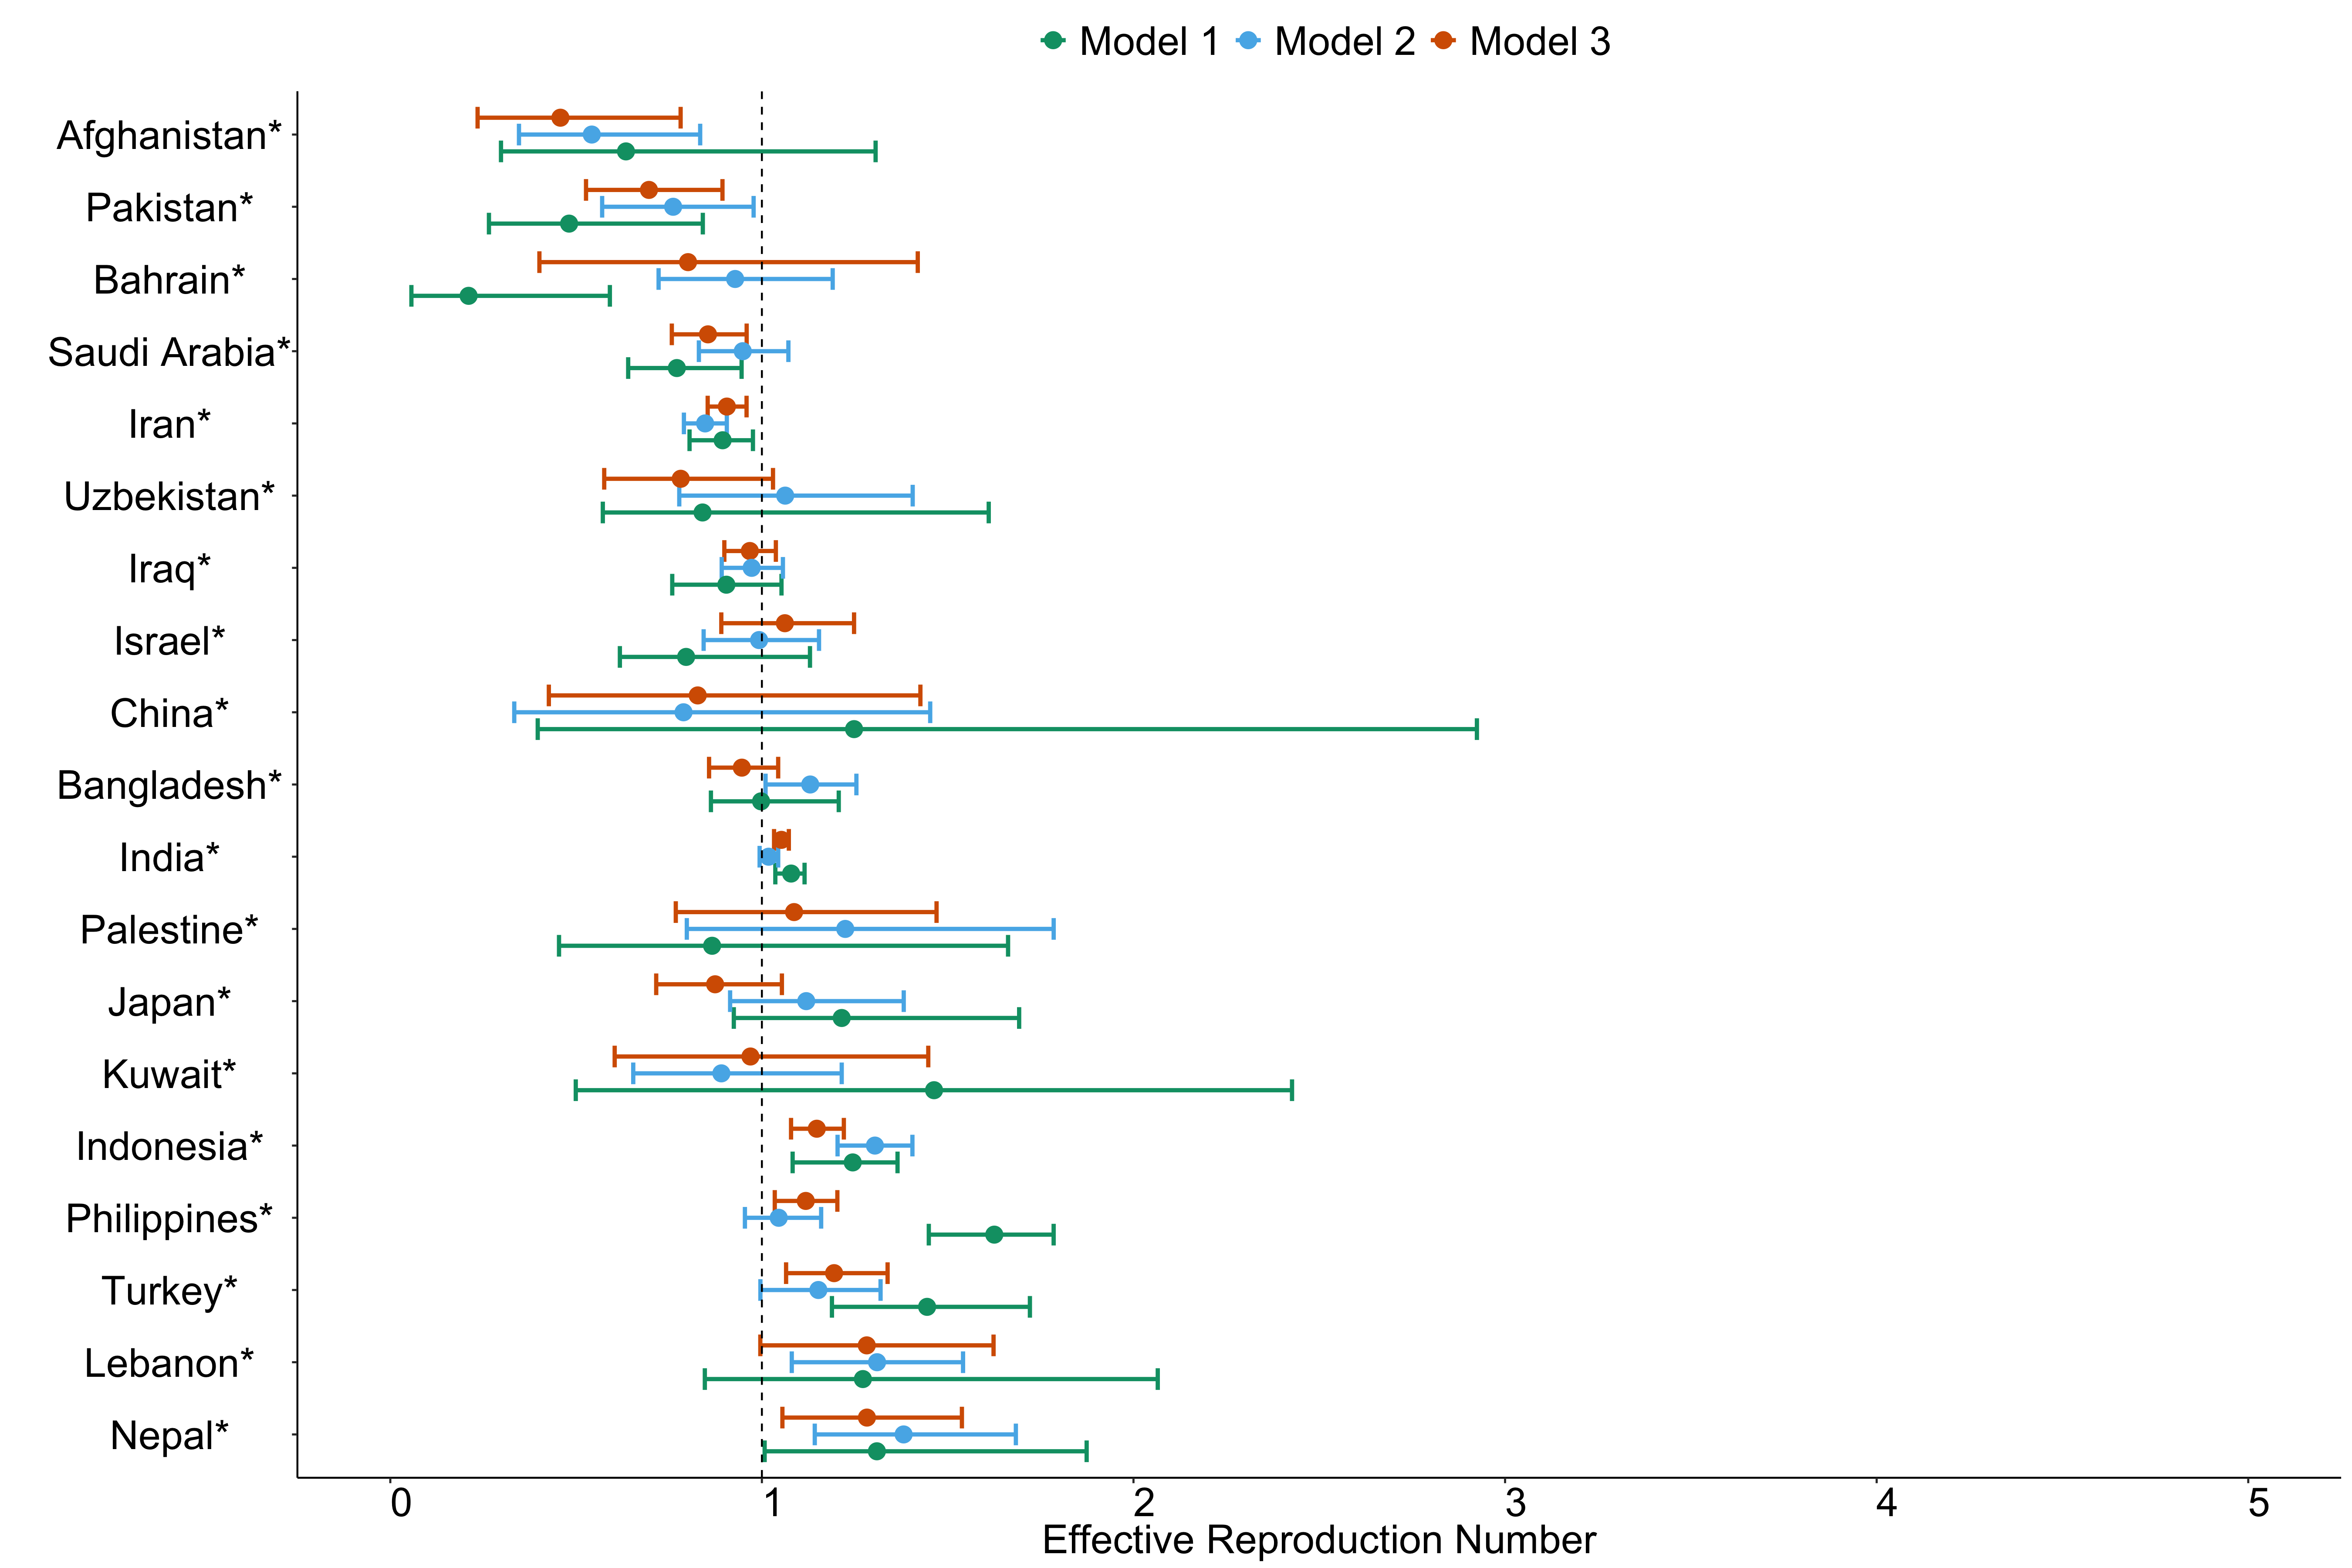 Model 1 Model 2 Model 3
Afghanistan*
Pakistan*
Bahrain*
Saudi Arabia*
Iran*
Uzbekistan*
Iraq*
Israel*
China*
Bangladesh*
India*
Palestine*
Japan*
Kuwait*
Indonesia*
Philippines*
Turkey*
Lebanon*
Nepal*
0 1 2 3 4 5
Effective Reproduction Number